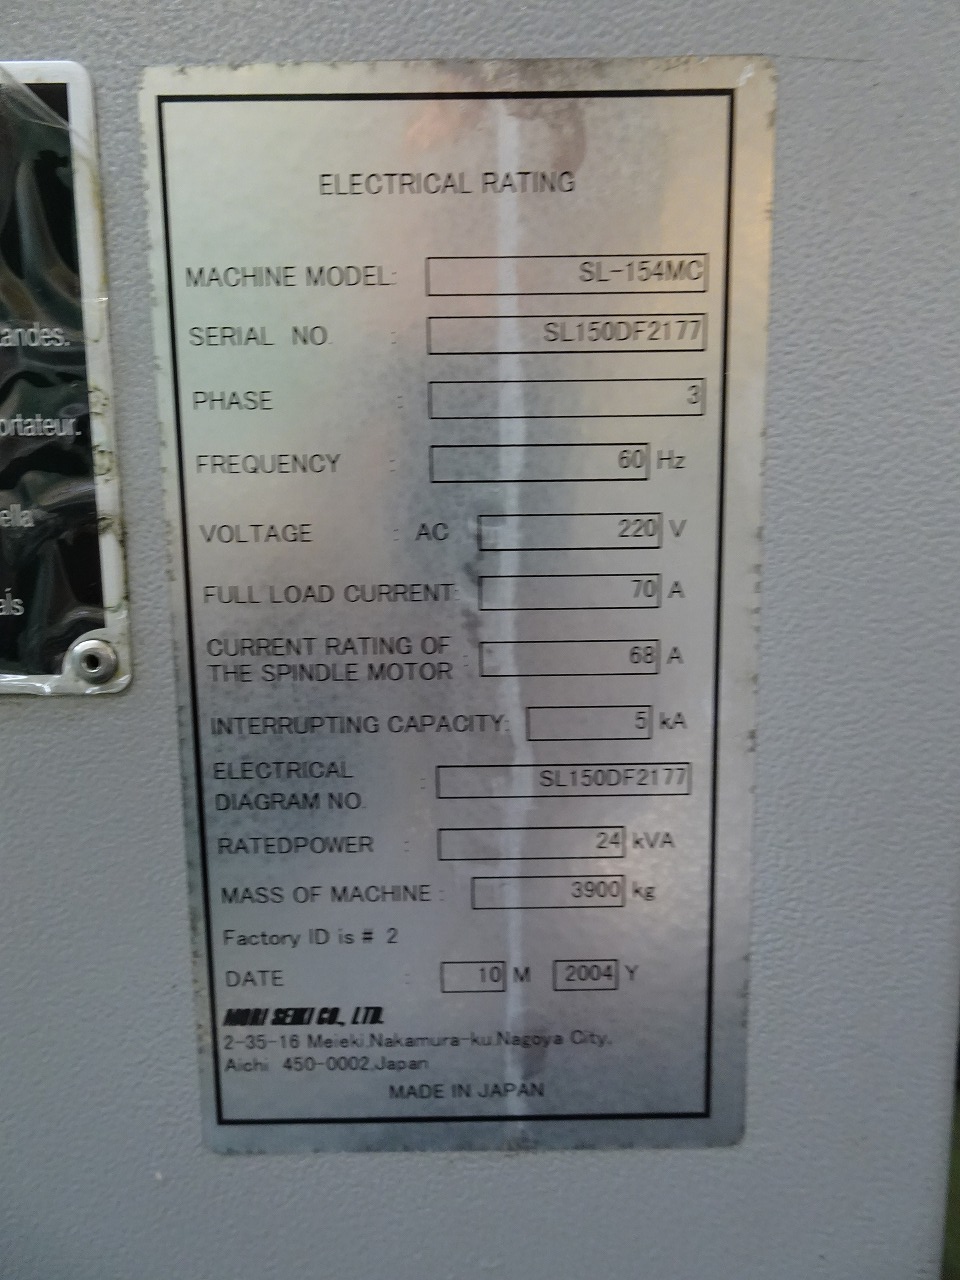 andes.
ortateur.
ella
ais
ELECTRICAL RATING
MACHINE MODEL: SL-154MC
SERIAL NO. : SL150DF2177
PHASE : 3
FREQUENCY : 60 Hz
VOLTAGE : AC 220 V
FULL LOAD CURRENT: 70 A
CURRENT RATING OF
THE SPINDLE MOTOR : 68 A
INTERRUPTING CAPACITY: 5 kA
ELECTRICAL
DIAGRAM NO. : SL150DF2177
RATEDPOWER : 24 kVA
MASS OF MACHINE : 3900 kg
Factory ID is # 2
DATE : 10 M 2004 Y
MORI SEIKI CO., LTD.
2-35-16 Meieki,Nakamura-ku,Nagoya City,
Aichi 450-0002,Japan
MADE IN JAPAN